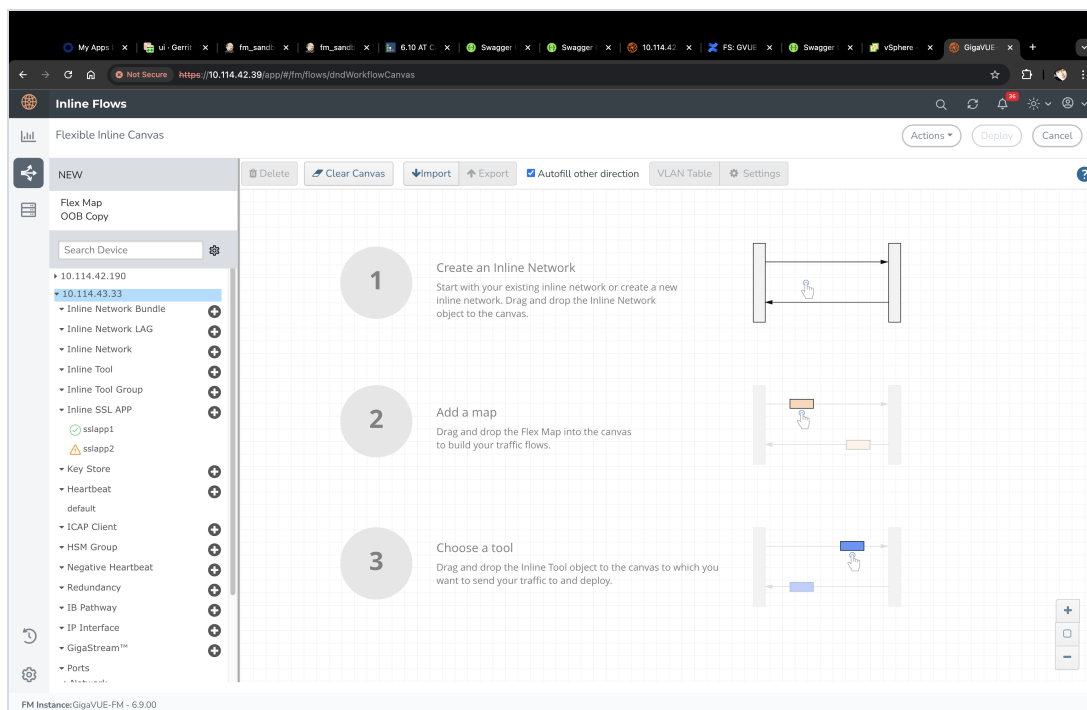 My Apps
ui · Gerrit
fm_sandb
fm_sandb
6.10 AT C
Swagger
Swagger
10.114.42
FS: GVUE
Swagger
vSphere -
GigaVUE-
Not Secure https://10.114.42.39/app/#/fm/flows/dndWorkflowCanvas
Inline Flows
36
Flexible Inline Canvas
Actions
Deploy
Cancel
NEW
Delete
Clear Canvas
Import
Export
Autofill other direction
VLAN Table
Settings
?
Flex Map
OOB Copy
Search Device
10.114.42.190
10.114.43.33
Inline Network Bundle
Inline Network LAG
Inline Network
Inline Tool
Inline Tool Group
Inline SSL APP
sslapp1
sslapp2
Key Store
Heartbeat
default
ICAP Client
HSM Group
Negative Heartbeat
Redundancy
IB Pathway
IP Interface
GigaStream™
Ports
1
Create an Inline Network
Start with your existing inline network or create a new
inline network. Drag and drop the Inline Network
object to the canvas.
2
Add a map
Drag and drop the Flex Map into the canvas
to build your traffic flows.
3
Choose a tool
Drag and drop the Inline Tool object to the canvas to which you
want to send your traffic to and deploy.
FM Instance:GigaVUE-FM - 6.9.00